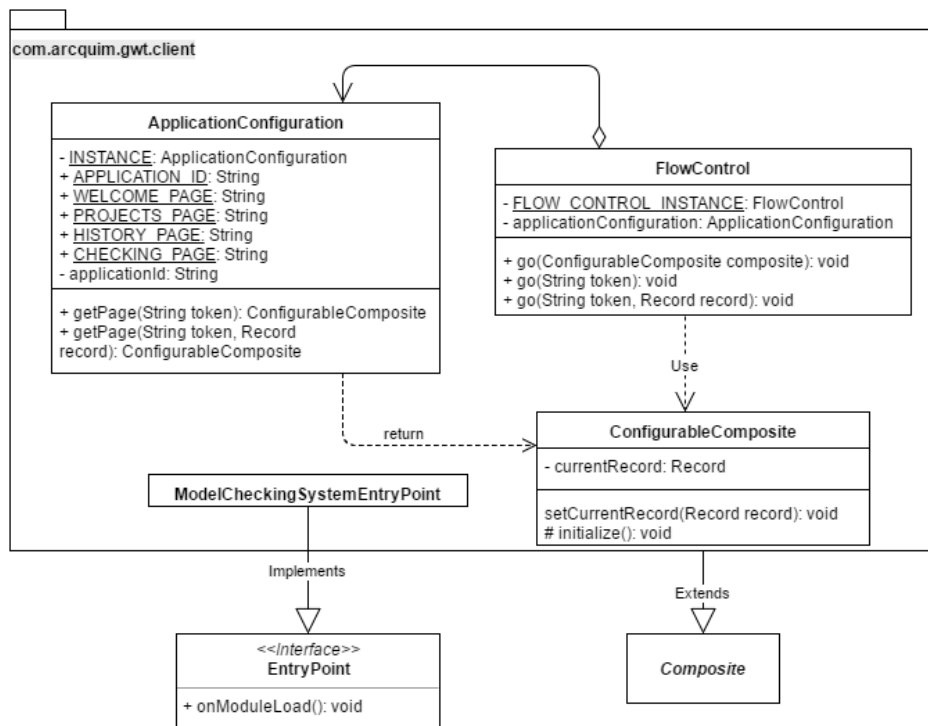 com.arcquim.gwt.client
ApplicationConfiguration
- INSTANCE: ApplicationConfiguration
+ APPLICATION_ID: String
+ WELCOME_PAGE: String
+ PROJECTS_PAGE: String
+ HISTORY_PAGE: String
+ CHECKING_PAGE: String
- applicationId: String
+ getPage(String token): ConfigurableComposite
+ getPage(String token, Record
record): ConfigurableComposite
FlowControl
- FLOW_CONTROL_INSTANCE: FlowControl
- applicationConfiguration: ApplicationConfiguration
+ go(ConfigurableComposite composite): void
+ go(String token): void
+ go(String token, Record record): void
Use
return
ConfigurableComposite
- currentRecord: Record
setCurrentRecord(Record record): void
# initialize(): void
ModelCheckingSystemEntryPoint
Implements
Extends
<<Interface>>
EntryPoint
+ onModuleLoad(): void
Composite